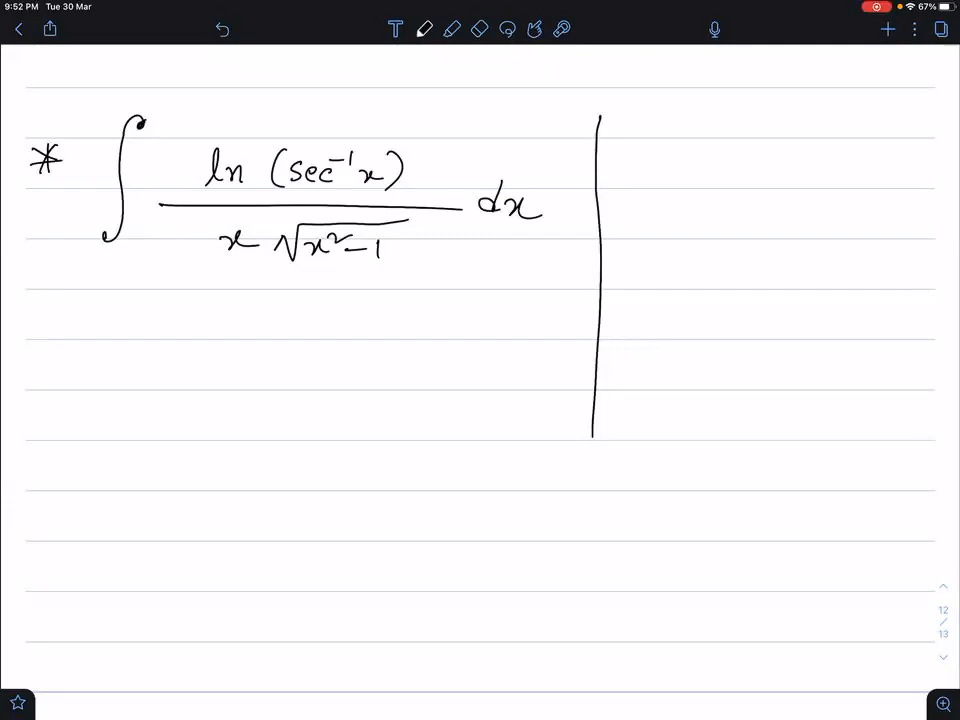 9:52 PM Tue 30 Mar 67%
T
* ∫ ln (sec⁻¹x) / x √x²-1 dx
12
/
13